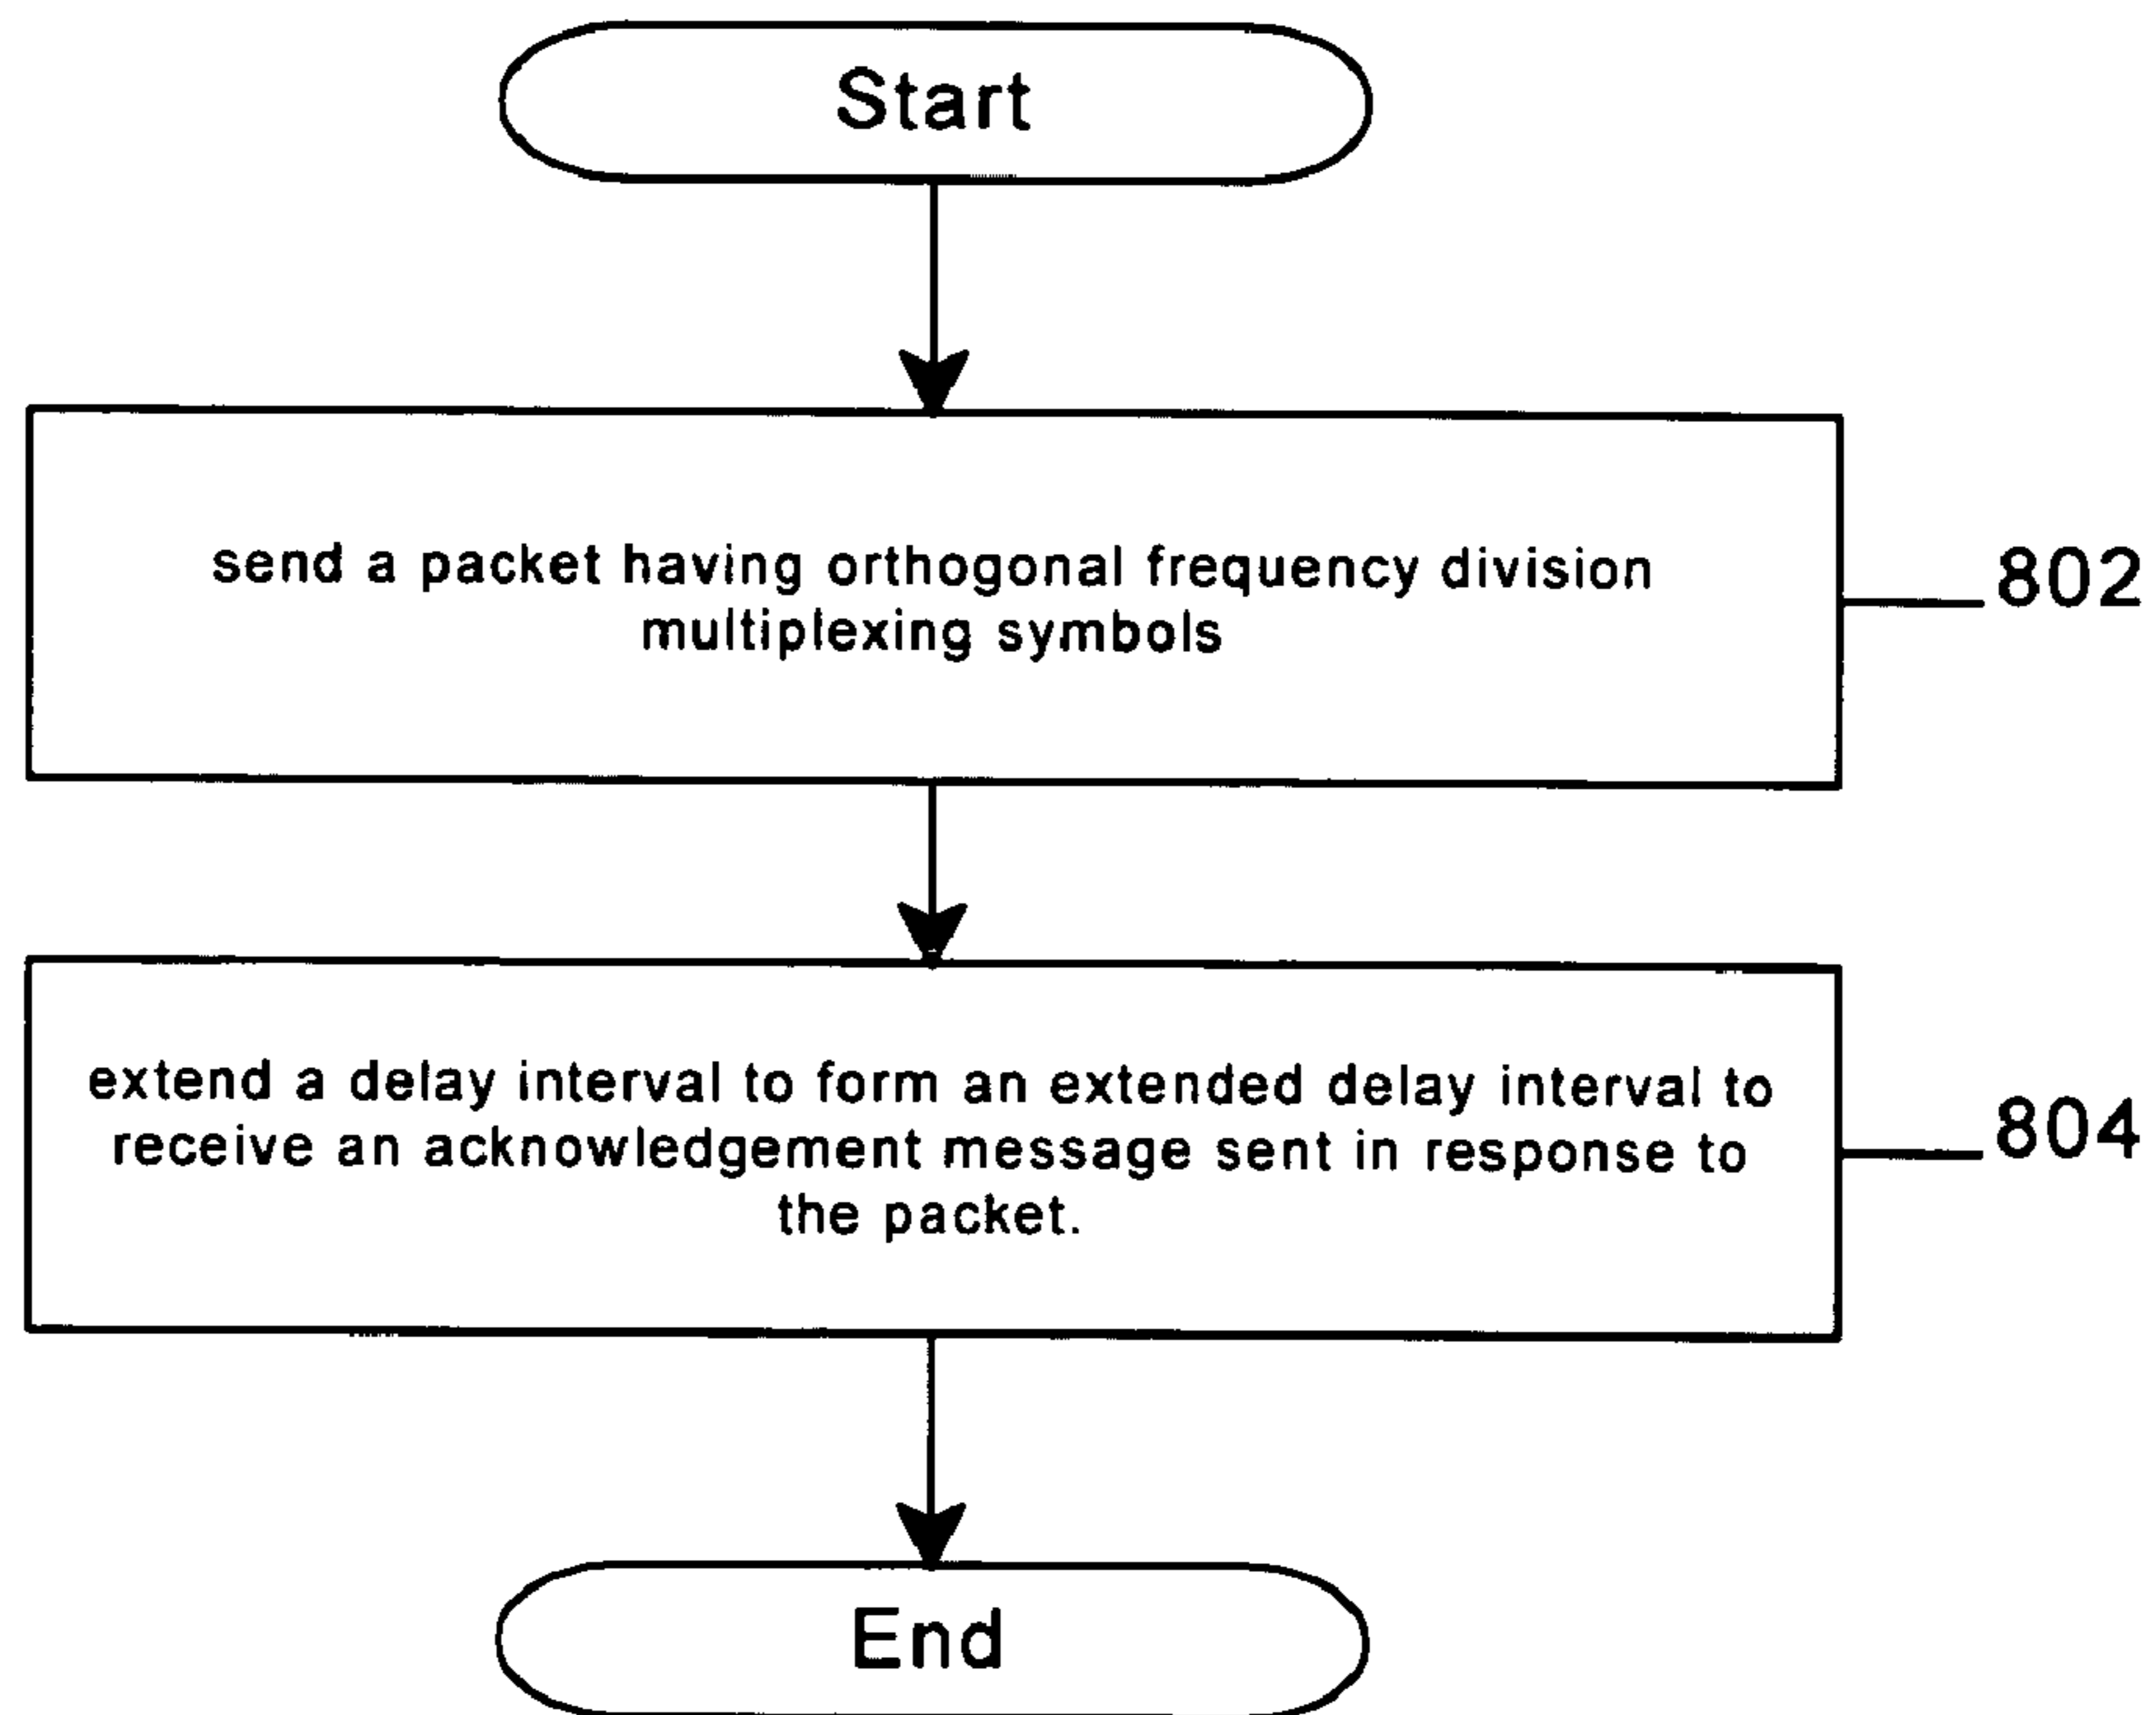 Start
send a packet having orthogonal frequency division
multiplexing symbols
802
extend a delay interval to form an extended delay interval to
receive an acknowledgement message sent in response to
the packet.
804
End